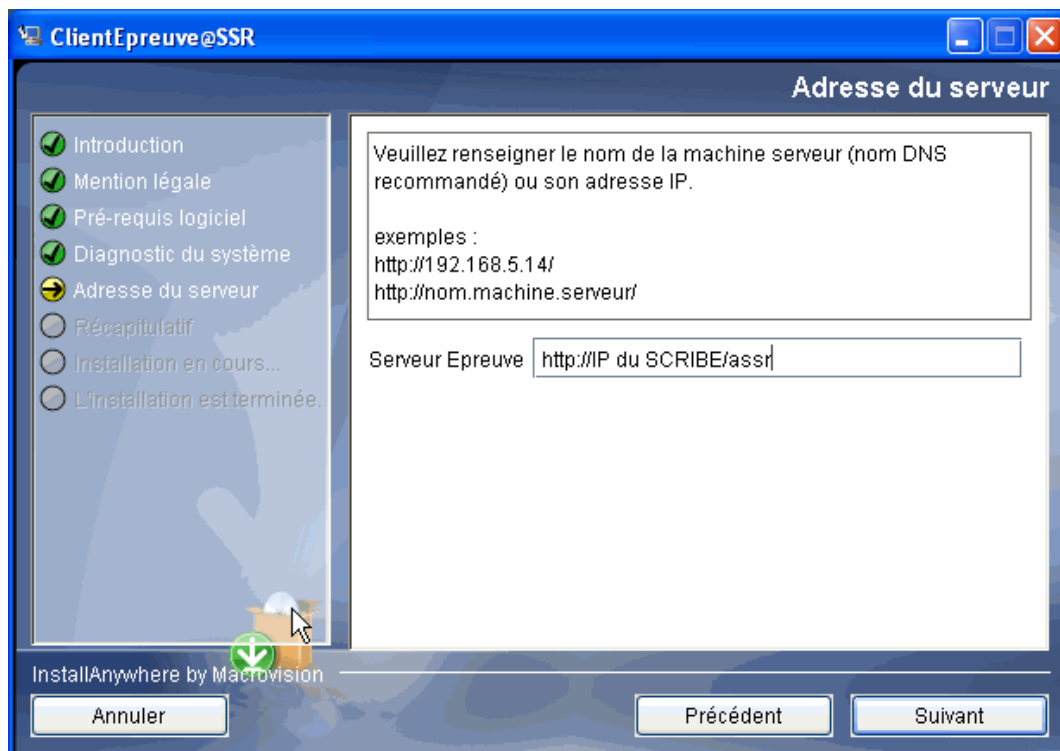 ClientEpreuve@SSR
Adresse du serveur
Introduction
Mention légale
Pré-requis logiciel
Diagnostic du système
Adresse du serveur
Récapitulatif
Installation en cours...
L'installation est terminée.
Veuillez renseigner le nom de la machine serveur (nom DNS
recommandé) ou son adresse IP.
exemples :
http://192.168.5.14/
http://nom.machine.serveur/
Serveur Epreuve http://IP du SCRIBE/assr
InstallAnywhere by Macrovision
Annuler Précédent Suivant